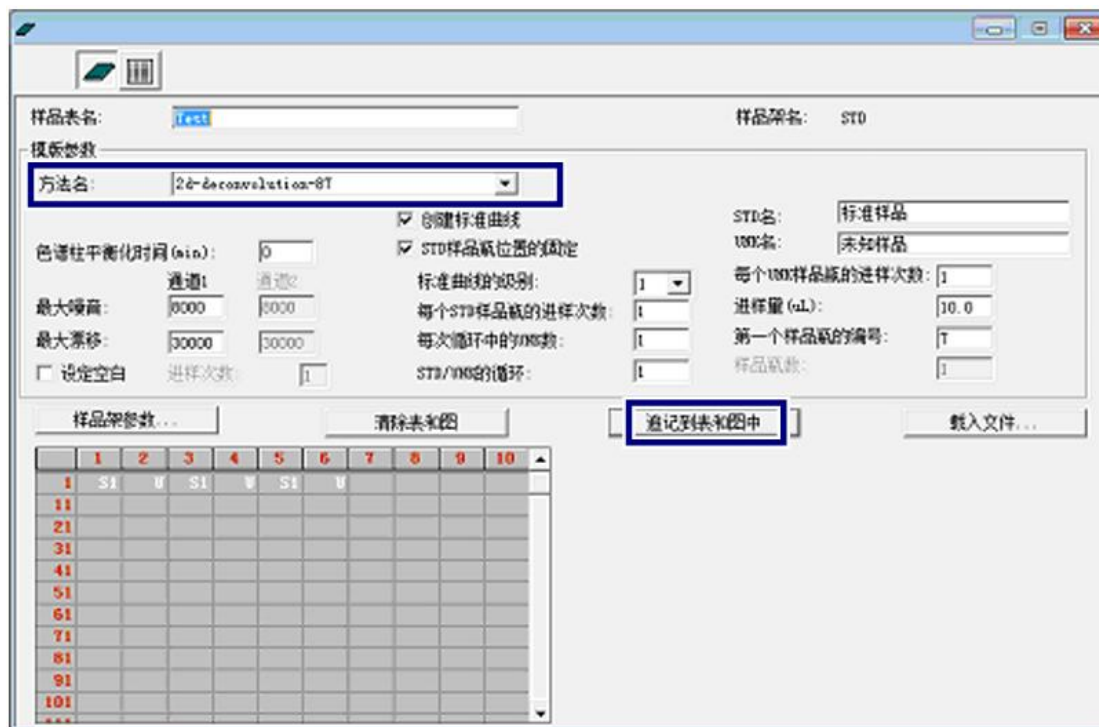 样品表名: Test 样品架名: STD
模版参数
方法名: 2d-deconvolution-8T
创建标准曲线 STD名: 标准样品
色谱柱平衡化时间(min): 0 STD样品瓶位置的固定 UNK名: 未知样品
通道1 通道2 标准曲线的级别: 1 每个UNK样品瓶的进样次数: 1
最大噪音: 8000 8000 每个STD样品瓶的进样次数: 1 进样量(uL): 10.0
最大漂移: 30000 30000 每次循环中的UNK数: 1 第一个样品瓶的编号: 7
设定空白 进样次数: 1 STD/UNK的循环: 1 样品瓶数: 1
样品架参数... 清除表和图 追记到表和图中 载入文件...
1 2 3 4 5 6 7 8 9 10
1 S1 U S1 U S1 U
11
21
31
41
51
61
71
81
91
101